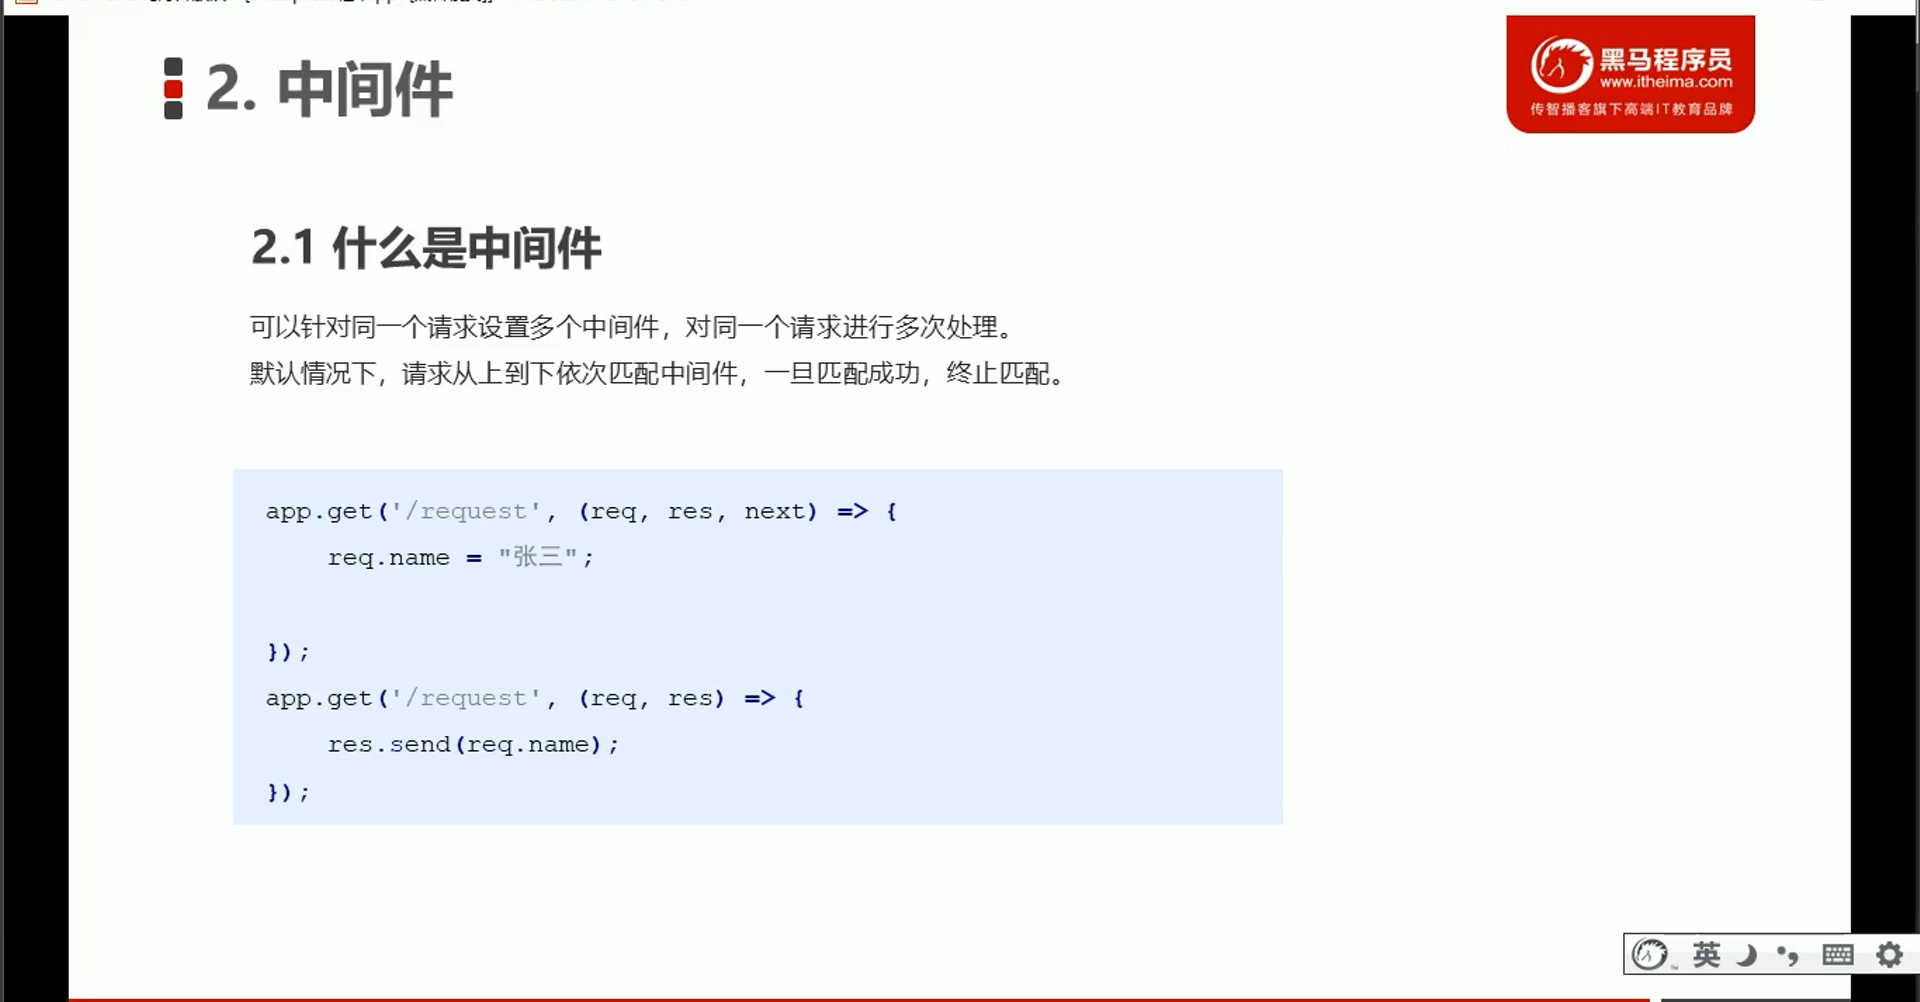 2. 中间件
黑马程序员
www.itheima.com
传智播客旗下高端IT教育品牌
2.1 什么是中间件
可以针对同一个请求设置多个中间件，对同一个请求进行多次处理。
默认情况下，请求从上到下依次匹配中间件，一旦匹配成功，终止匹配。
app.get('/request', (req, res, next) => {
    req.name = "张三";
});
app.get('/request', (req, res) => {
    res.send(req.name);
});
英